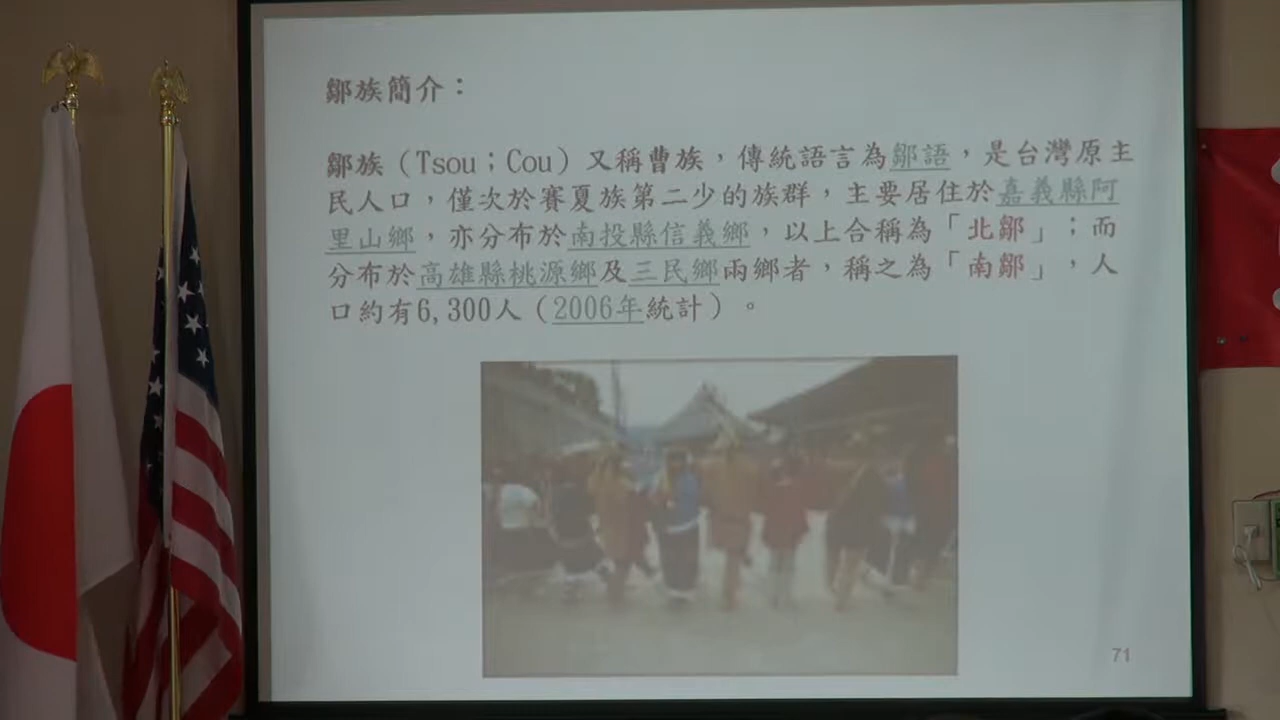 鄒族簡介：
鄒族（Tsou；Cou）又稱曹族，傳統語言為鄒語，是台灣原主
民人口，僅次於賽夏族第二少的族群，主要居住於嘉義縣阿
里山鄉，亦分布於南投縣信義鄉，以上合稱為「北鄒」；而
分布於高雄縣桃源鄉及三民鄉兩鄉者，稱之為「南鄒」，人
口約有6,300人（2006年統計）。
71